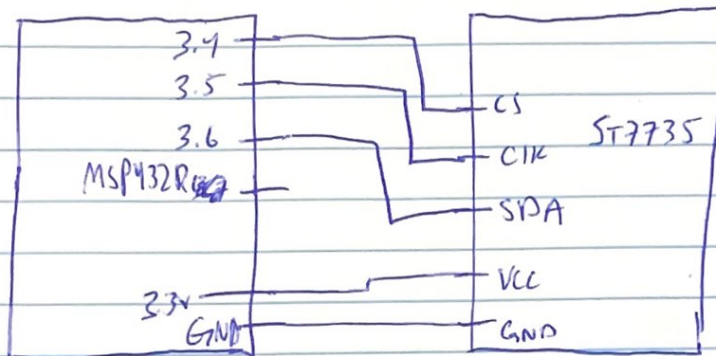 3.4
3.5
3.6
MSP432R
3.3v
GND
CS
Clk
SDA
VCC
GND
ST7735